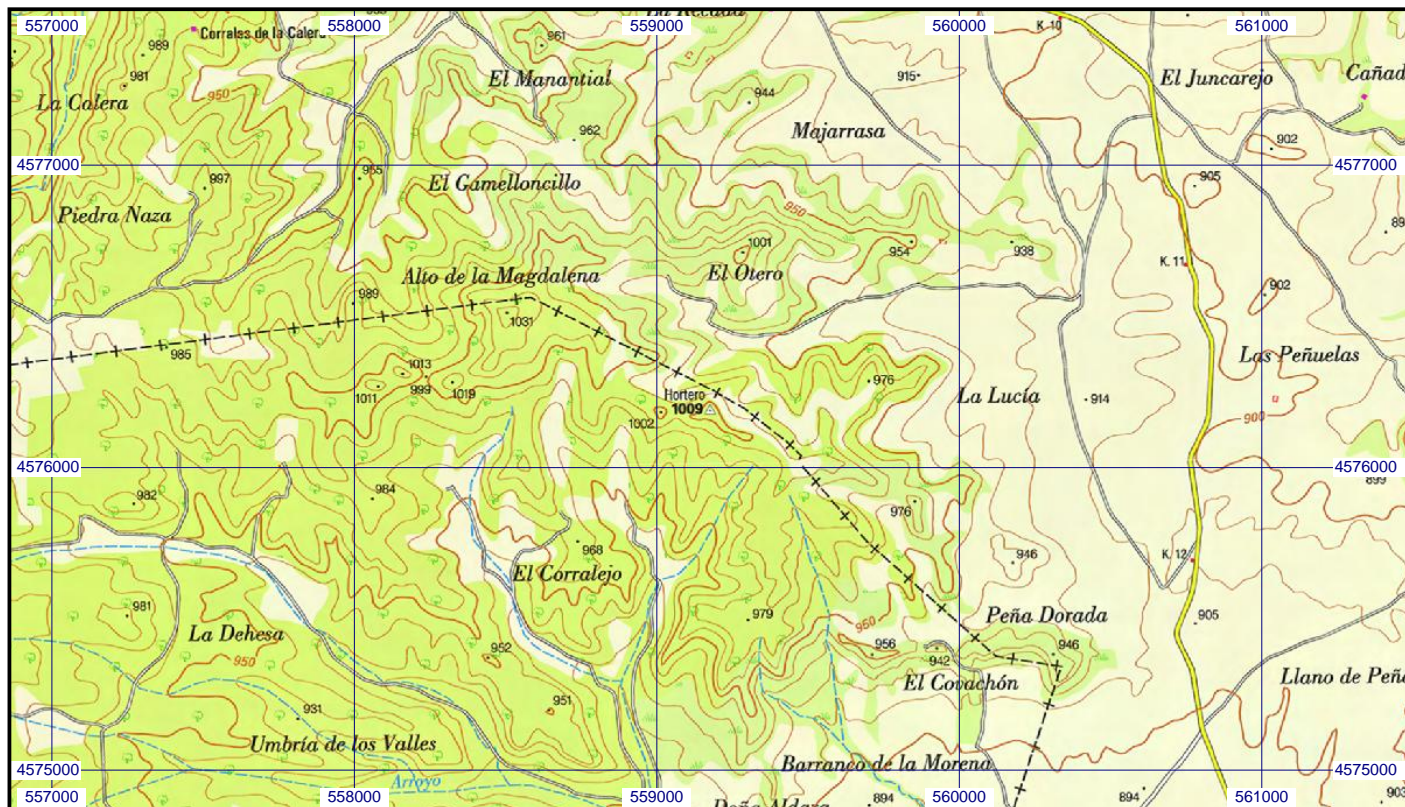 557000
558000
559000
560000
561000
Corrales de la Calera
K. 10
989
961
981
El Manantial
915
El Juncarejo
Cañad
950
La Calera
944
Majarrasa
962
902
4577000
4577000
955
997
El Gamelloncillo
905
Piedra Naza
950
1001
954
938
K. 11
Alto de la Magdalena
El Otero
989
902
1031
985
Las Peñuelas
1013
999
1019
1011
976
Hortero
1009
La Lucía
914
1002
900
4576000
4576000
899
982
984
976
968
946
K. 12
El Corralejo
981
979
Peña Dorada
905
La Dehesa
960
956
942
946
952
950
El Covachón
Llano de Peña
951
931
Umbría de los Valles
Barranco de la Morena
4575000
4575000
Arroyo
557000
558000
559000
560000
561000
Peña Aldara
894
894
903